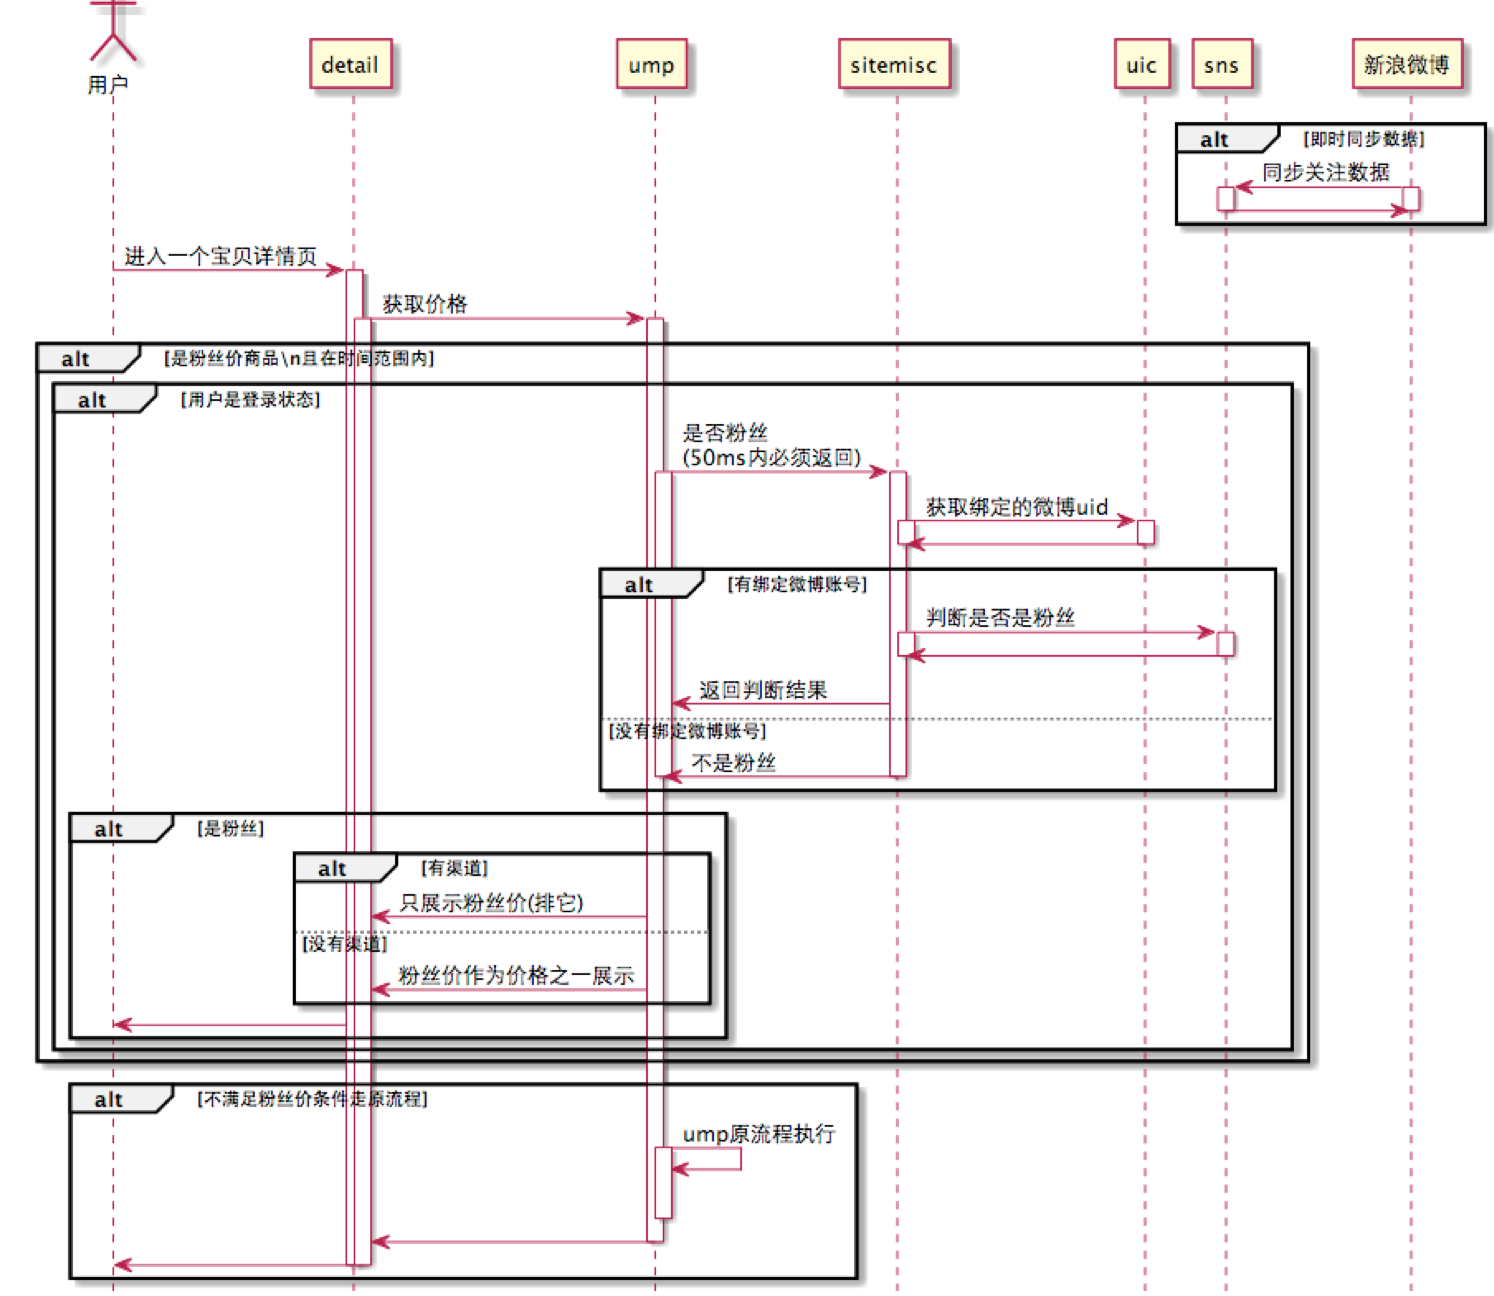 用户
detail
ump
sitemisc
uic
sns
新浪微博
alt
[即时同步数据]
同步关注数据
进入一个宝贝详情页
获取价格
alt
[是粉丝价商品\n且在时间范围内]
alt
[用户是登录状态]
是否粉丝
(50ms内必须返回)
获取绑定的微博uid
alt
[有绑定微博账号]
判断是否是粉丝
返回判断结果
[没有绑定微博账号]
不是粉丝
alt
[是粉丝]
alt
[有渠道]
只展示粉丝价(排它)
[没有渠道]
粉丝价作为价格之一展示
alt
[不满足粉丝价条件走原流程]
ump原流程执行